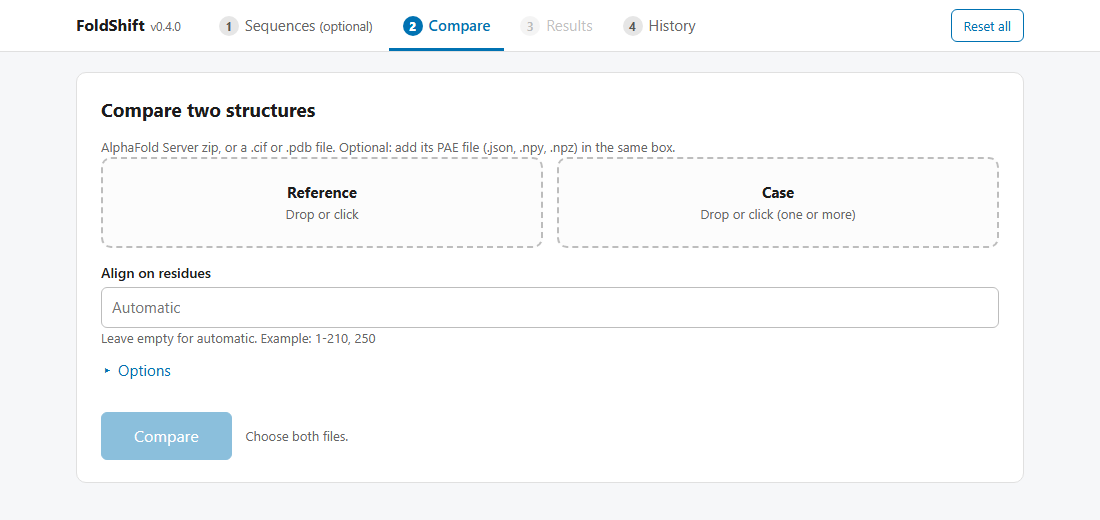 FoldShift v0.4.0
1 Sequences (optional)
2 Compare
3 Results
4 History
Reset all
Compare two structures
AlphaFold Server zip, or a .cif or .pdb file. Optional: add its PAE file (.json, .npy, .npz) in the same box.
Reference
Drop or click
Case
Drop or click (one or more)
Align on residues
Automatic
Leave empty for automatic. Example: 1-210, 250
Options
Compare
Choose both files.